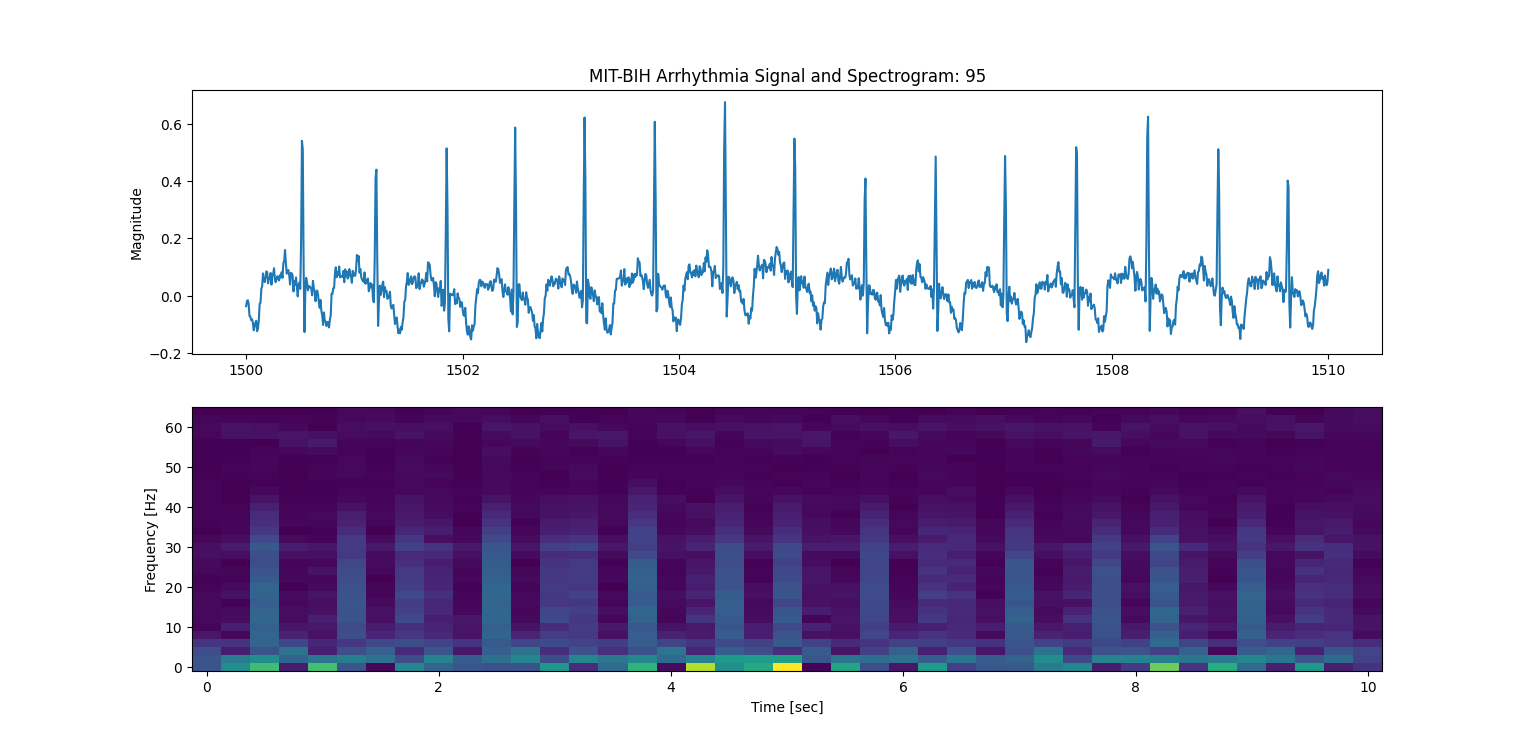 MIT-BIH Arrhythmia Signal and Spectrogram: 95
Magnitude
0.6
0.4
0.2
0.0
−0.2
1500 1502 1504 1506 1508 1510
Frequency [Hz]
60
50
40
30
20
10
0
0 2 4 6 8 10
Time [sec]